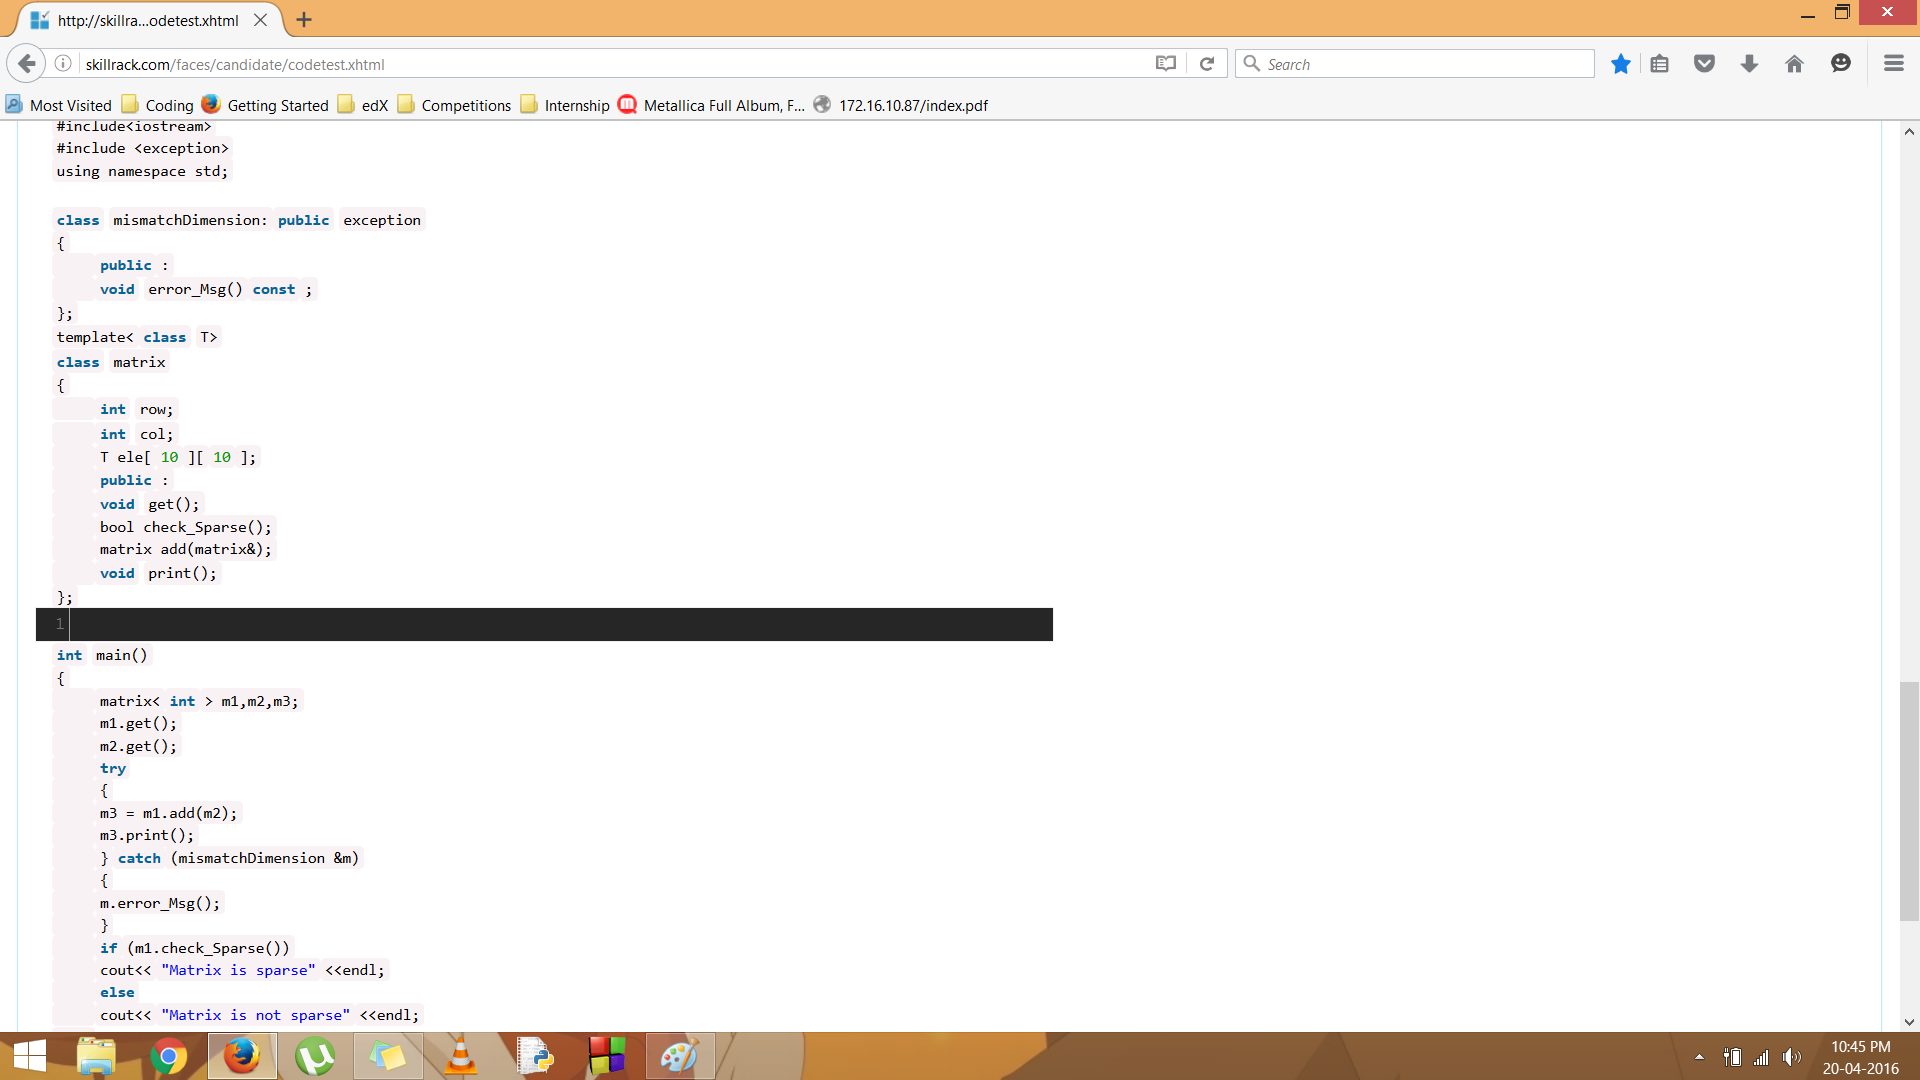 http://skillra...odetest.xhtml
skillrack.com/faces/candidate/codetest.xhtml
Search
Most Visited Coding Getting Started edX Competitions Internship Metallica Full Album, F... 172.16.10.87/index.pdf
#include<iostream>
#include <exception>
using namespace std;
class mismatchDimension: public exception
{
public :
void error_Msg() const ;
};
template< class T>
class matrix
{
int row;
int col;
T ele[ 10 ][ 10 ];
public :
void get();
bool check_Sparse();
matrix add(matrix&);
void print();
};
1
int main()
{
matrix< int > m1,m2,m3;
m1.get();
m2.get();
try
{
m3 = m1.add(m2);
m3.print();
} catch (mismatchDimension &m)
{
m.error_Msg();
}
if (m1.check_Sparse())
cout<< "Matrix is sparse" <<endl;
else
cout<< "Matrix is not sparse" <<endl;
10:45 PM
20-04-2016